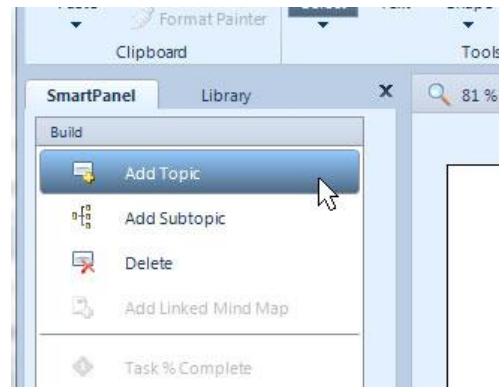 Format Painter
Clipboard
Tools
SmartPanel
Library
X
81 %
Build
Add Topic
Add Subtopic
Delete
Add Linked Mind Map
Task % Complete